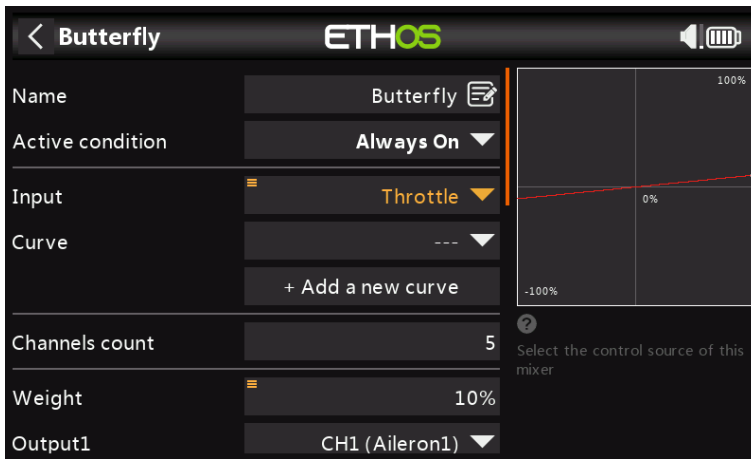 Butterfly
ETHOS
Name
Butterfly
Active condition
Always On
Input
Throttle
Curve
---
+ Add a new curve
Channels count
5
Weight
10%
Output1
CH1 (Aileron1)
100%
0%
-100%
?
Select the control source of this
mixer